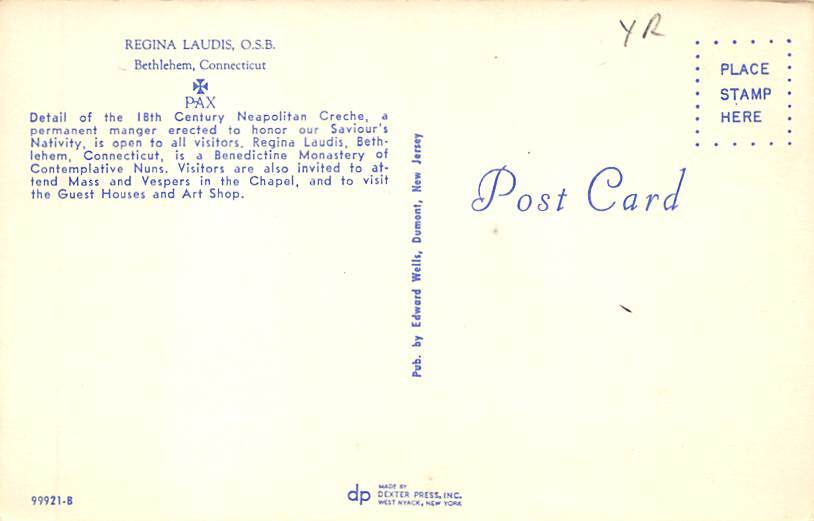 REGINA LAUDIS, O.S.B.
Bethlehem, Connecticut
PAX
Detail of the 18th Century Neapolitan Creche, a
permanent manger erected to honor our Saviour's
Nativity, is open to all visitors. Regina Laudis, Beth-
lehem, Connecticut, is a Benedictine Monastery of
Contemplative Nuns. Visitors are also invited to at-
tend Mass and Vespers in the Chapel, and to visit
the Guest Houses and Art Shop.
99921-B
Pub. by Edward Wells, Dumont, New Jersey
dp
MADE BY
DEXTER PRESS, INC.
WEST NYACK, NEW YORK
YR
PLACE
STAMP
HERE
Post Card